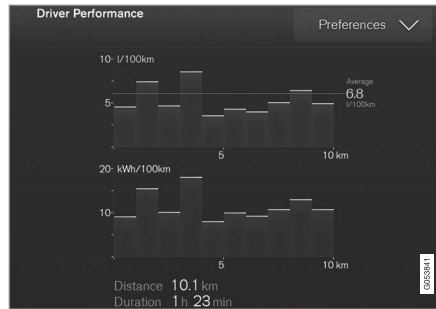 Driver Performance
Preferences
10 l/100km
Average
6.8
l/100km
5
5
10 km
20 kWh/100km
10
5
10 km
Distance 10.1 km
Duration 1 h 23 min
G053841